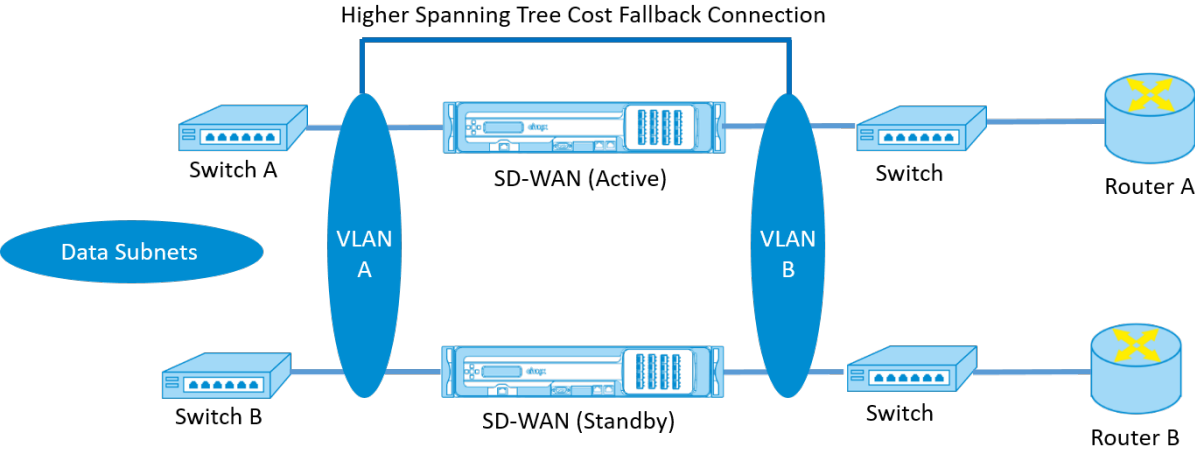 Higher Spanning Tree Cost Fallback Connection
Switch A
SD-WAN (Active)
Switch
Router A
Data Subnets
VLAN
A
VLAN
B
Switch B
SD-WAN (Standby)
Switch
Router B